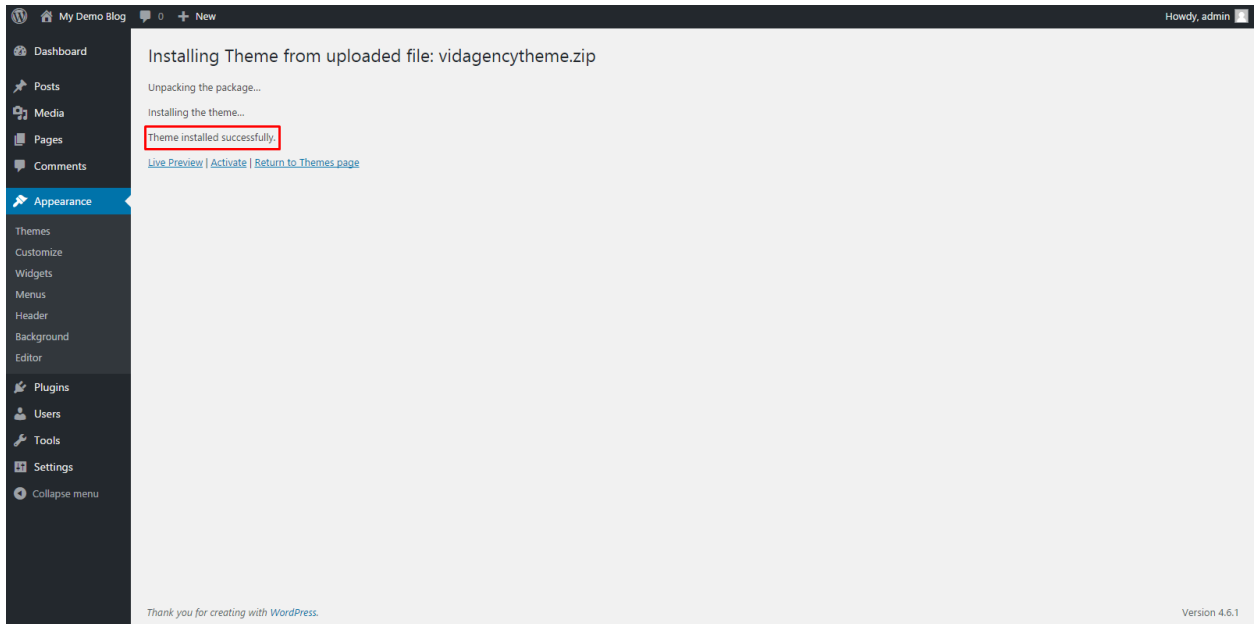 My Demo Blog 0 New Howdy, admin
Dashboard
Posts
Media
Pages
Comments
Appearance
Themes
Customize
Widgets
Menus
Header
Background
Editor
Plugins
Users
Tools
Settings
Collapse menu
Installing Theme from uploaded file: vidagencytheme.zip
Unpacking the package...
Installing the theme...
Theme installed successfully.
Live Preview | Activate | Return to Themes page
Thank you for creating with WordPress. Version 4.6.1